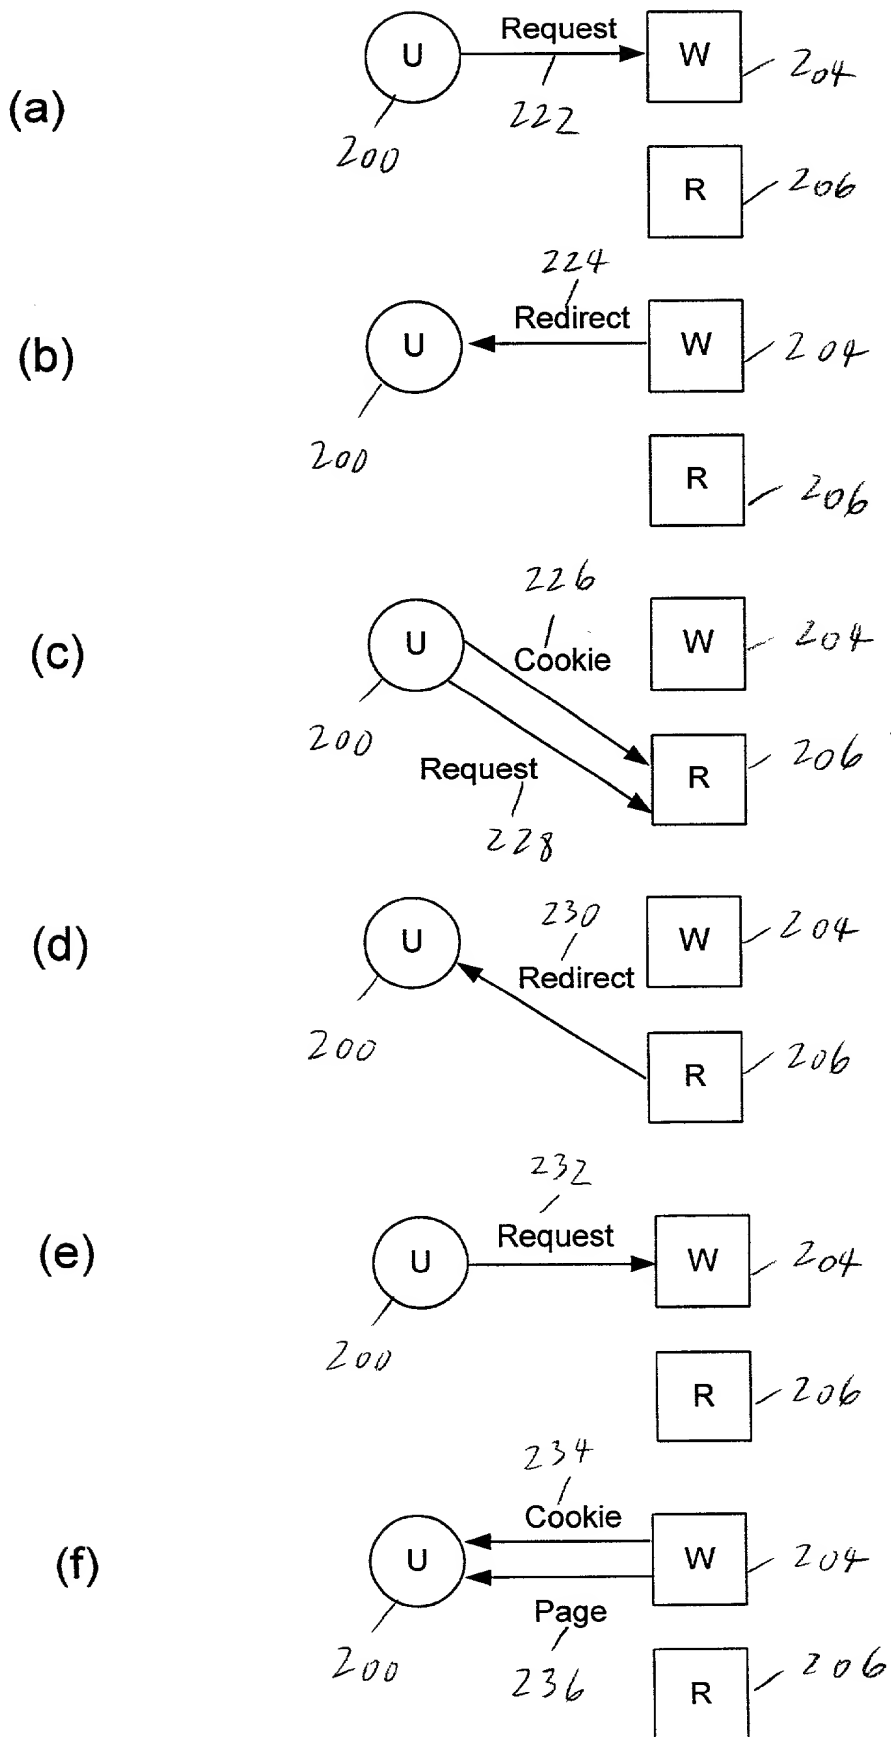 Request
U
W
204
(a)
222
200
R
206
224
Redirect
(b)
U
W
204
200
R
206
226
(c)
U
Cookie
W
204
200
Request
R
206
228
230
(d)
U
W
204
Redirect
200
R
206
232
Request
(e)
U
W
204
200
R
206
234
Cookie
(f)
U
W
204
Page
200
236
R
206